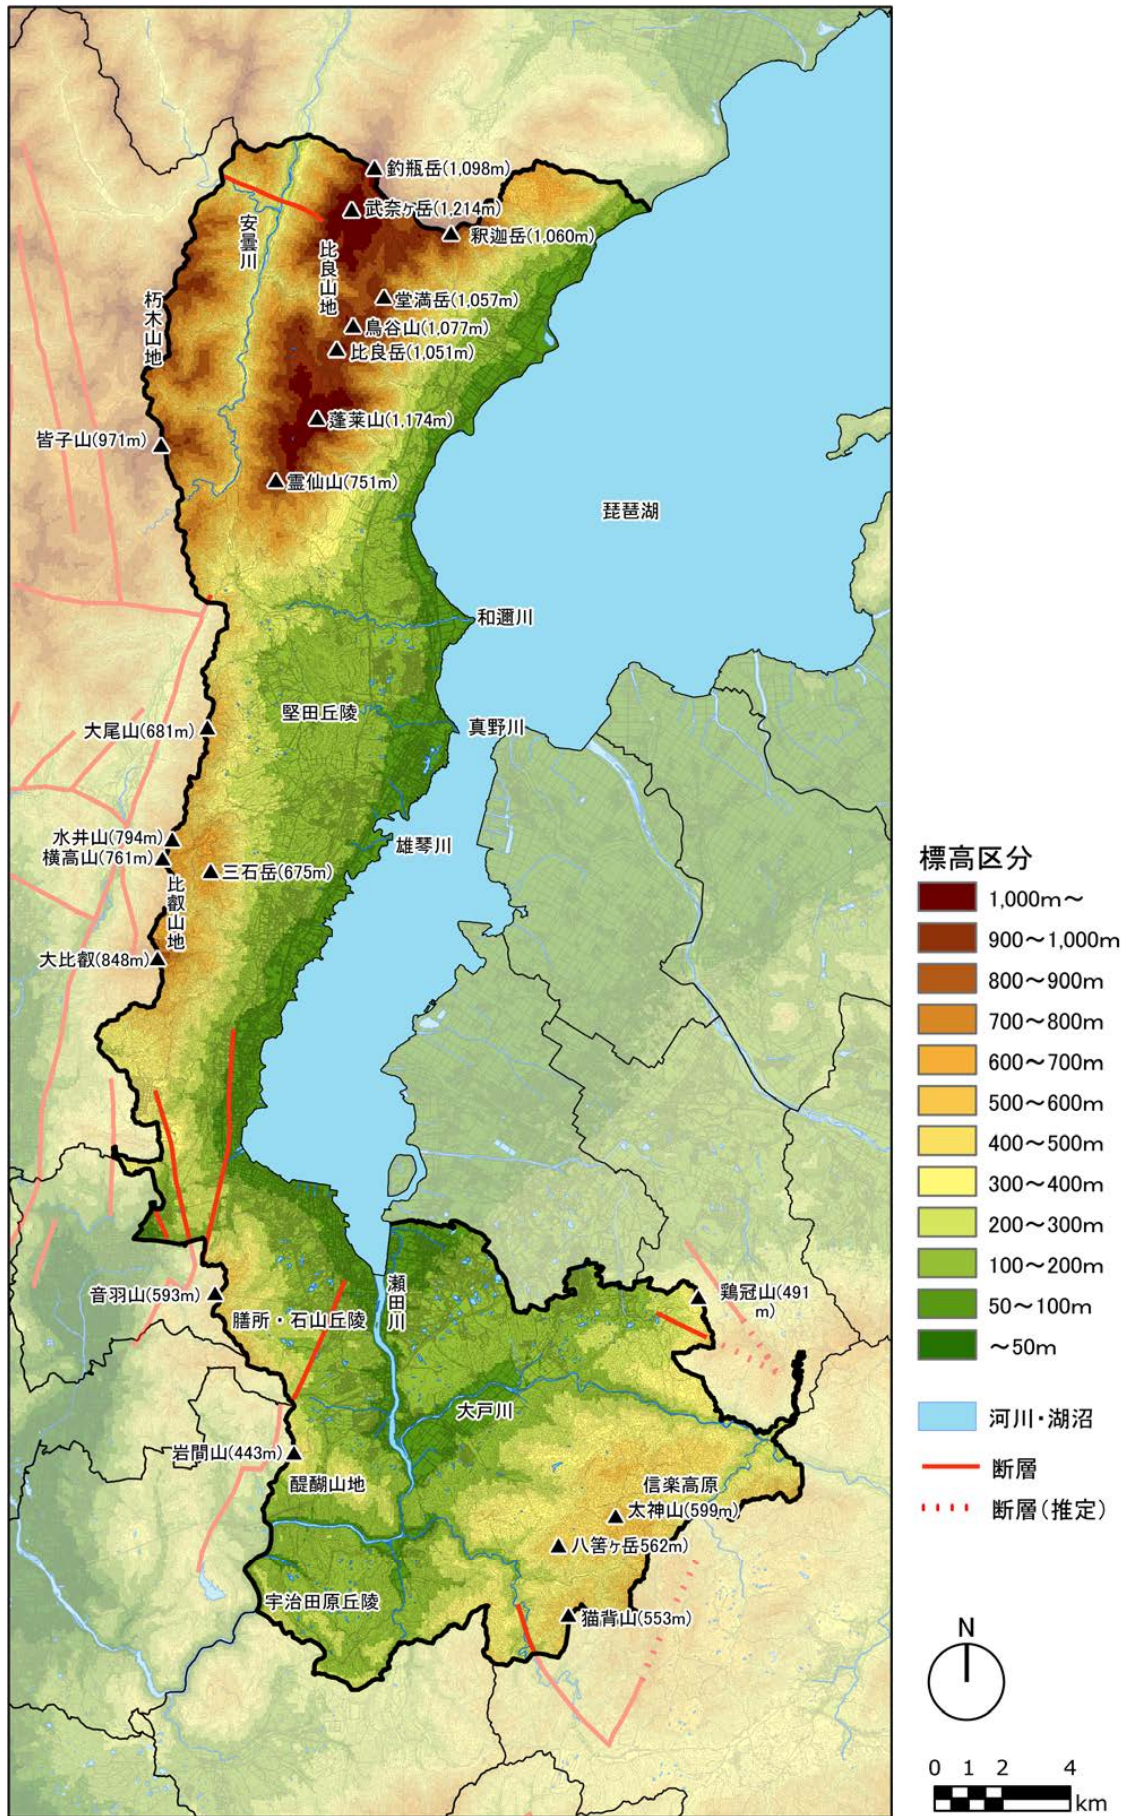 釣瓶岳(1,098m)
武奈ヶ岳(1,214m)
釈迦岳(1,060m)
安曇川
比良山地
朽木山地
堂満岳(1,057m)
烏谷山(1,077m)
比良岳(1,051m)
蓬莱山(1,174m)
皆子山(971m)
霊仙山(751m)
琵琶湖
和邇川
堅田丘陵
真野川
大尾山(681m)
水井山(794m)
横高山(761m)
雄琴川
三石岳(675m)
比叡山地
大比叡(848m)
瀬田川
音羽山(593m)
膳所・石山丘陵
鶏冠山(491
m)
大戸川
岩間山(443m)
醍醐山地
信楽高原
太神山(599m)
八筈ヶ岳562m)
宇治田原丘陵
猫背山(553m)
標高区分
1,000m～
900～1,000m
800～900m
700～800m
600～700m
500～600m
400～500m
300～400m
200～300m
100～200m
50～100m
～50m
河川・湖沼
断層
断層(推定)
N
0 1 2 4
km